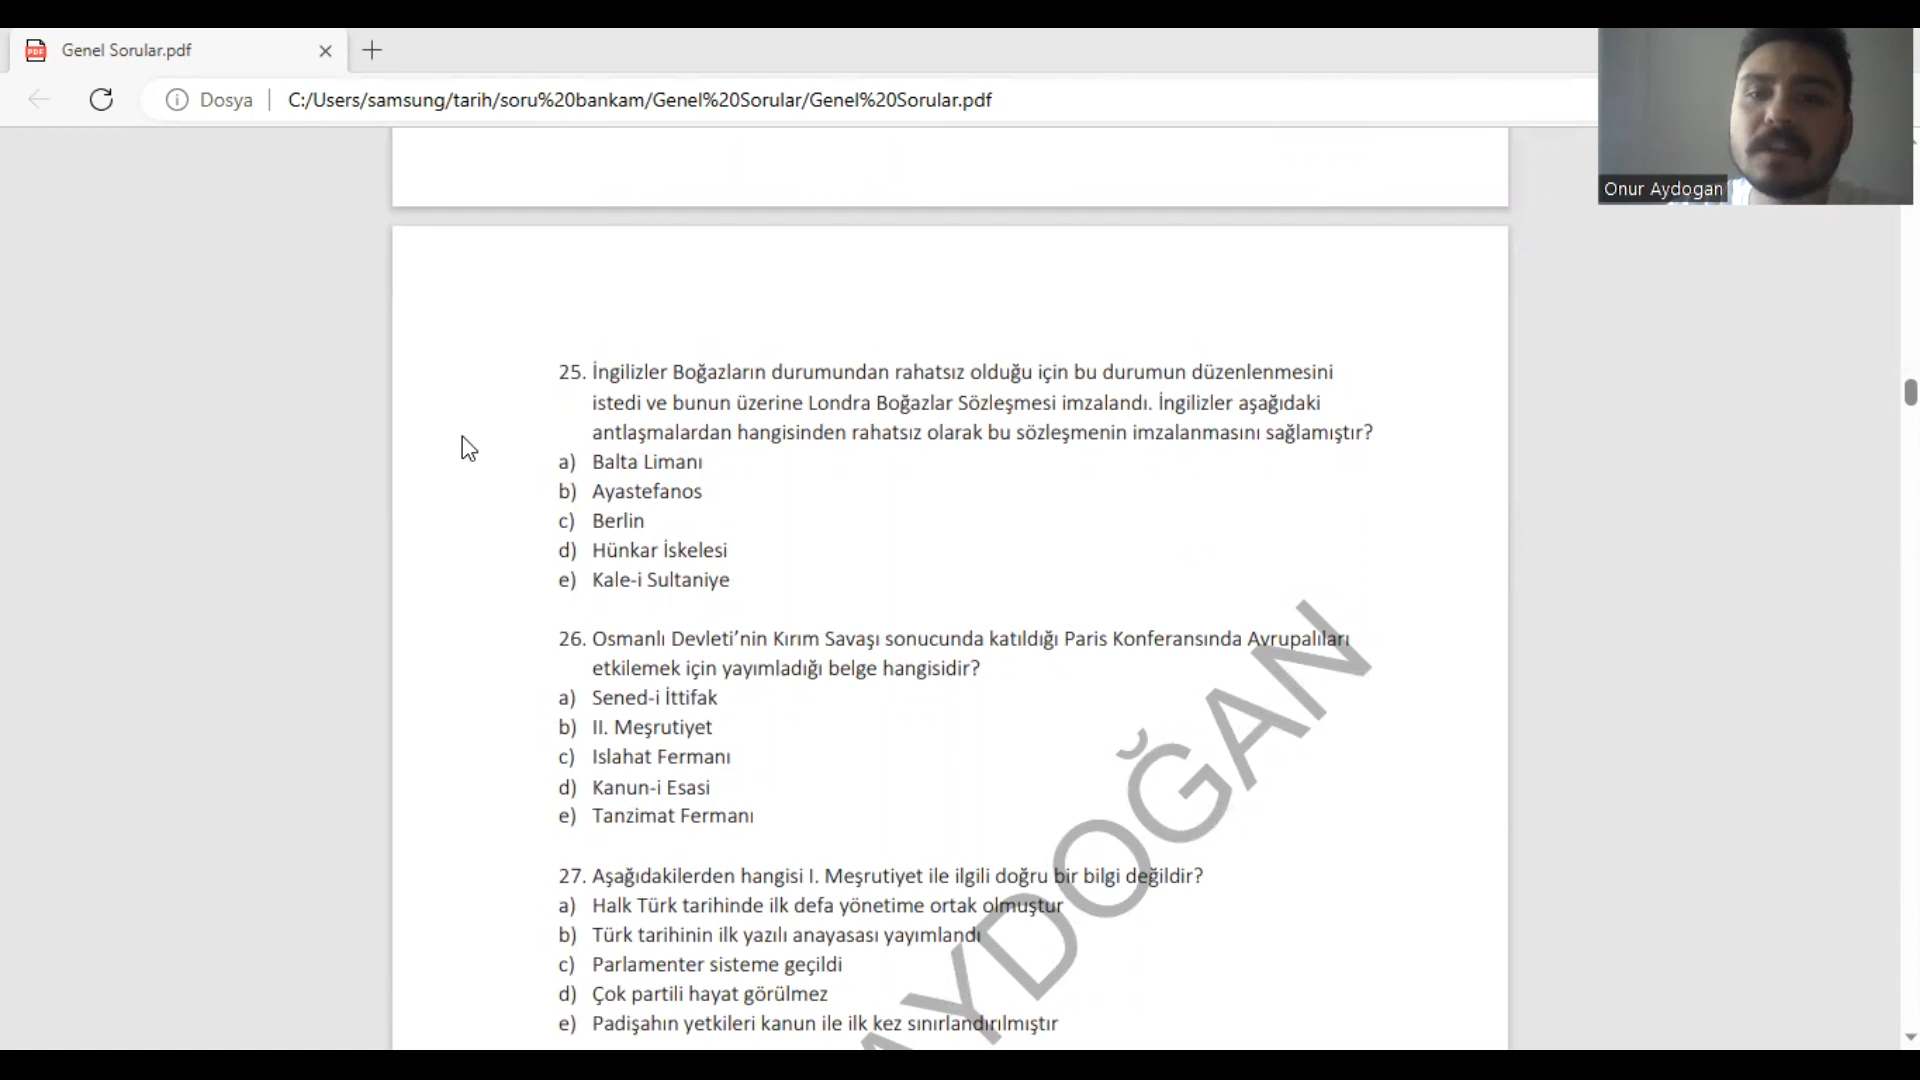 Genel Sorular.pdf
Dosya
C:/Users/samsung/tarih/soru%20bankam/Genel%20Sorular/Genel%20Sorular.pdf
Onur Aydogan
25. İngilizler Boğazların durumundan rahatsız olduğu için bu durumun düzenlenmesini
istedi ve bunun üzerine Londra Boğazlar Sözleşmesi imzalandı. İngilizler aşağıdaki
antlaşmalardan hangisinden rahatsız olarak bu sözleşmenin imzalanmasını sağlamıştır?
a) Balta Limanı
b) Ayastefanos
c) Berlin
d) Hünkar İskelesi
e) Kale-i Sultaniye
26. Osmanlı Devleti’nin Kırım Savaşı sonucunda katıldığı Paris Konferansında Avrupalıları
etkilemek için yayımladığı belge hangisidir?
a) Sened-i İttifak
b) II. Meşrutiyet
c) Islahat Fermanı
d) Kanun-i Esasi
e) Tanzimat Fermanı
27. Aşağıdakilerden hangisi I. Meşrutiyet ile ilgili doğru bir bilgi değildir?
a) Halk Türk tarihinde ilk defa yönetime ortak olmuştur
b) Türk tarihinin ilk yazılı anayasası yayımlandı
c) Parlamenter sisteme geçildi
d) Çok partili hayat görülmez
e) Padişahın yetkileri kanun ile ilk kez sınırlandırılmıştır
AYDOĞAN